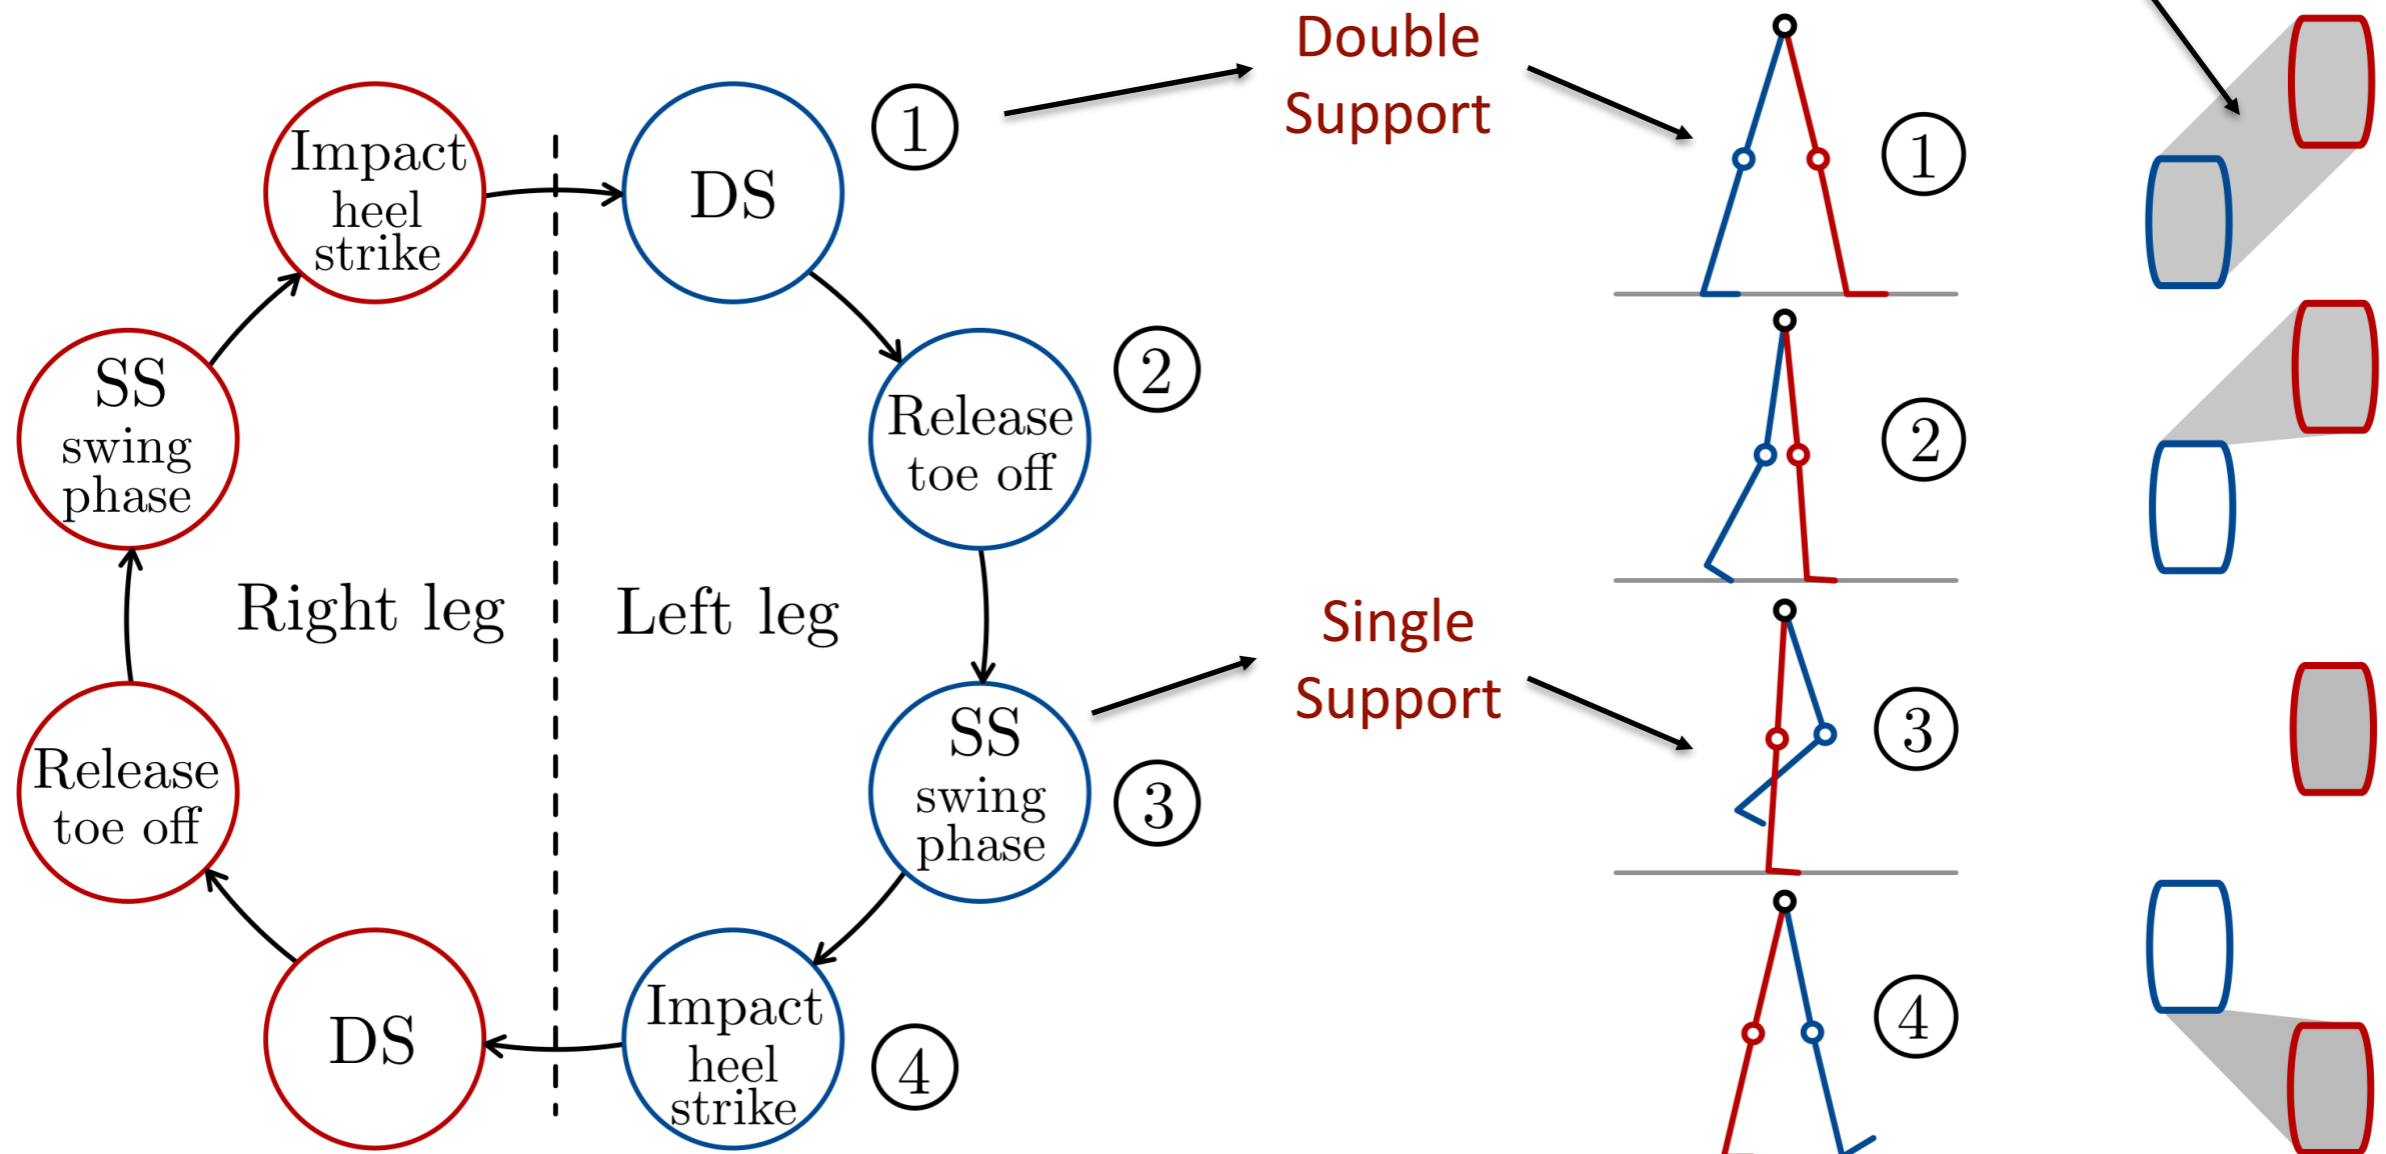 Impact
heel
strike
DS
1
Double
Support
1
SS
swing
phase
Release
toe off
2
2
Right leg
Left leg
Single
Support
Release
toe off
SS
swing
phase
3
3
DS
Impact
heel
strike
4
4